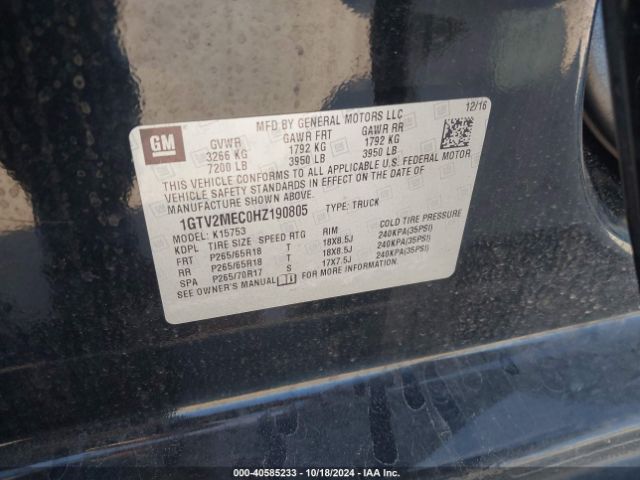 MFD BY GENERAL MOTORS LLC 12/16
GM GVWR GAWR FRT GAWR RR
3266 KG 1792 KG 1792 KG
7200 LB 3950 LB 3950 LB
THIS VEHICLE CONFORMS TO ALL APPLICABLE U.S. FEDERAL MOTOR
VEHICLE SAFETY STANDARDS IN EFFECT ON THE DATE OF
MANUFACTURE SHOWN ABOVE.
1GTV2MEC0HZ190805 TYPE: TRUCK
MODEL: K15753
KDPL TIRE SIZE SPEED RTG RIM COLD TIRE PRESSURE
FRT P265/65R18 T 18X8.5J 240KPA(35PSI)
RR P265/65R18 T 18X8.5J 240KPA(35PSI)
SPA P265/70R17 S 17X7.5J 240KPA(35PSI)
SEE OWNER'S MANUAL FOR MORE INFORMATION.
000-40585233 - 10/18/2024 - IAA Inc.